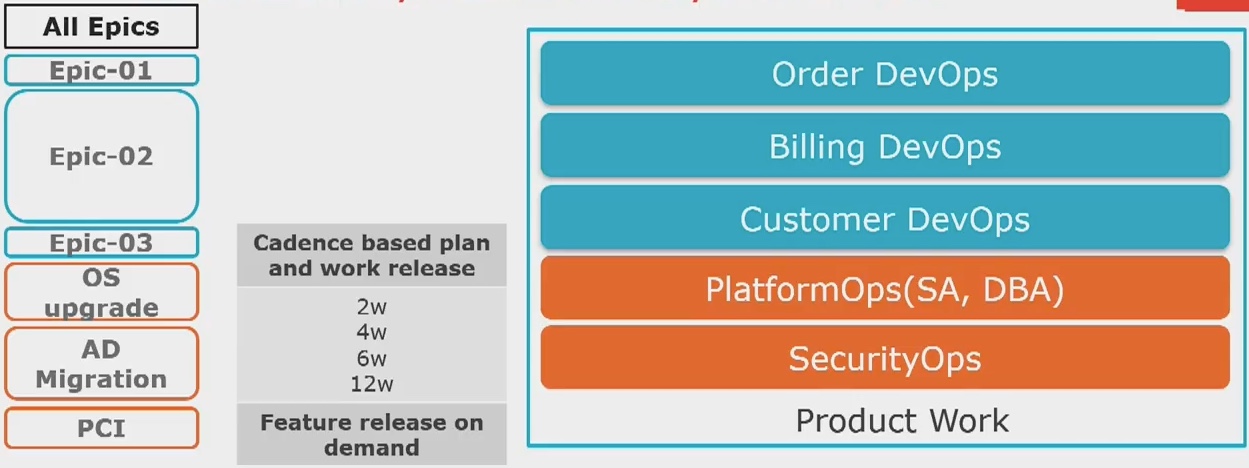 All Epics
Epic-01
Epic-02
Epic-03
OS
upgrade
AD
Migration
PCI
Cadence based plan
and work release
2w
4w
6w
12w
Feature release on
demand
Order DevOps
Billing DevOps
Customer DevOps
PlatformOps(SA, DBA)
SecurityOps
Product Work